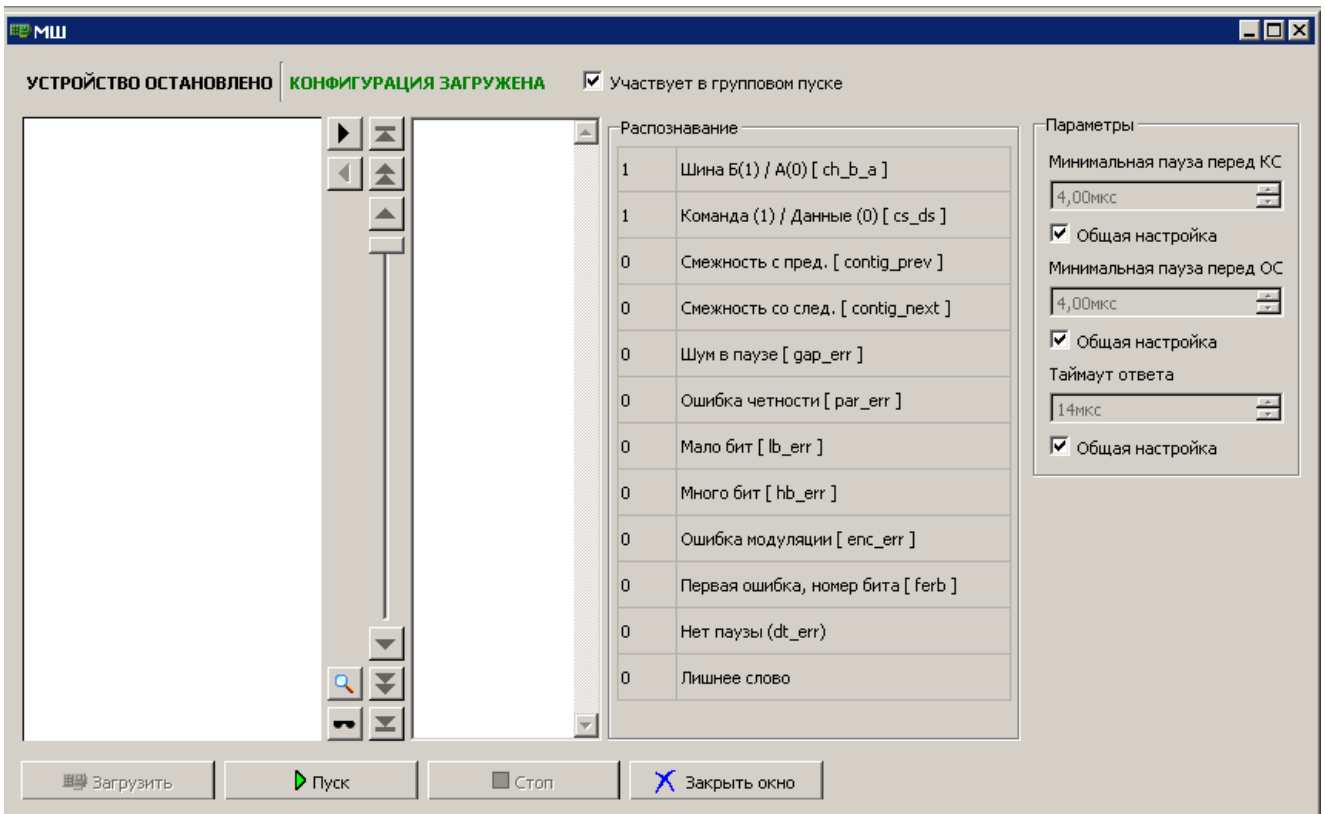 МШ
УСТРОЙСТВО ОСТАНОВЛЕНО КОНФИГУРАЦИЯ ЗАГРУЖЕНА Участвует в групповом пуске
Распознавание
1 Шина Б(1) / А(0) [ ch_b_a ]
1 Команда (1) / Данные (0) [ cs_ds ]
0 Смежность с пред. [ contig_prev ]
0 Смежность со след. [ contig_next ]
0 Шум в паузе [ gap_err ]
0 Ошибка четности [ par_err ]
0 Мало бит [ lb_err ]
0 Много бит [ hb_err ]
0 Ошибка модуляции [ enc_err ]
0 Первая ошибка, номер бита [ ferb ]
0 Нет паузы (dt_err)
0 Лишнее слово
Параметры
Минимальная пауза перед КС
4,00мкс
Общая настройка
Минимальная пауза перед ОС
4,00мкс
Общая настройка
Таймаут ответа
14мкс
Общая настройка
Загрузить Пуск Стоп Закрыть окно